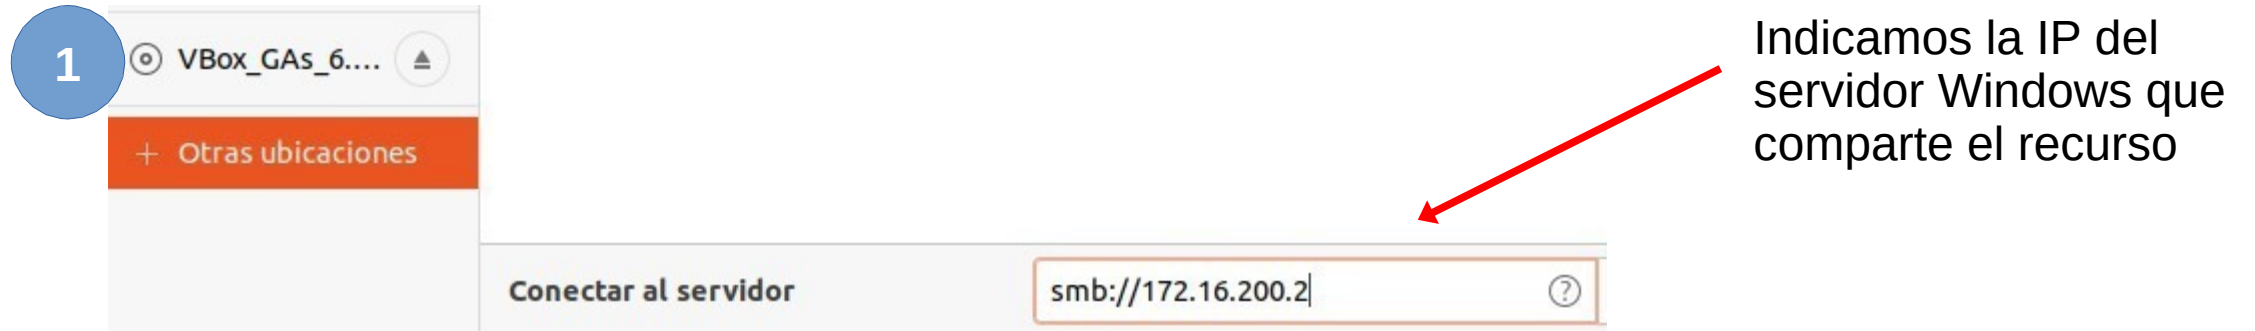 1
VBox_GAs_6....
+ Otras ubicaciones
Conectar al servidor
smb://172.16.200.2
?
Indicamos la IP del
servidor Windows que
comparte el recurso